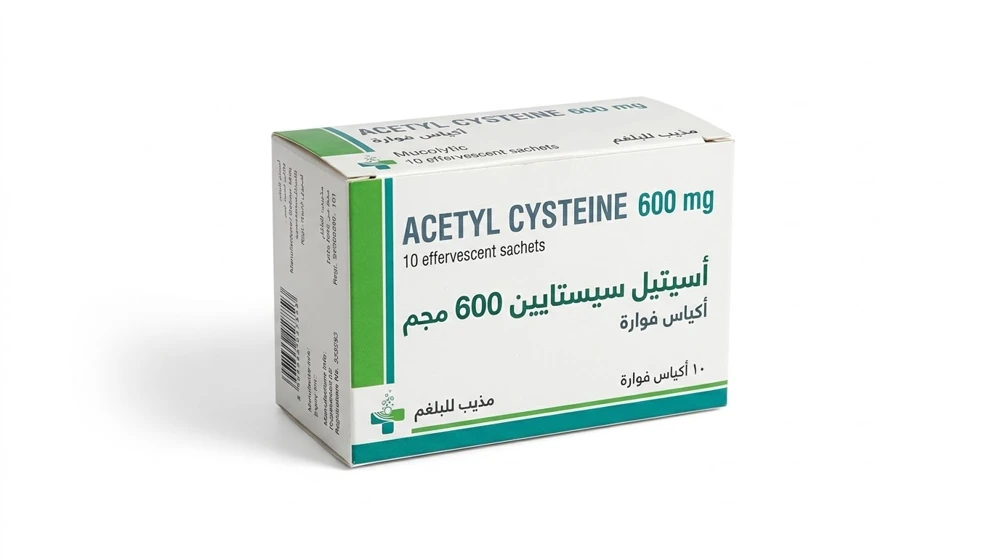 ACETYL CYSTEINE 600 mg
أكياس فوارة
Mucolytic
10 effervescent sachets
مذيب للبلغم
ACETYL CYSTEINE 600 mg
10 effervescent sachets
أسيتيل سيستايين 600 مجم
أكياس فوارة
١٠ أكياس فوارة
مذيب للبلغم